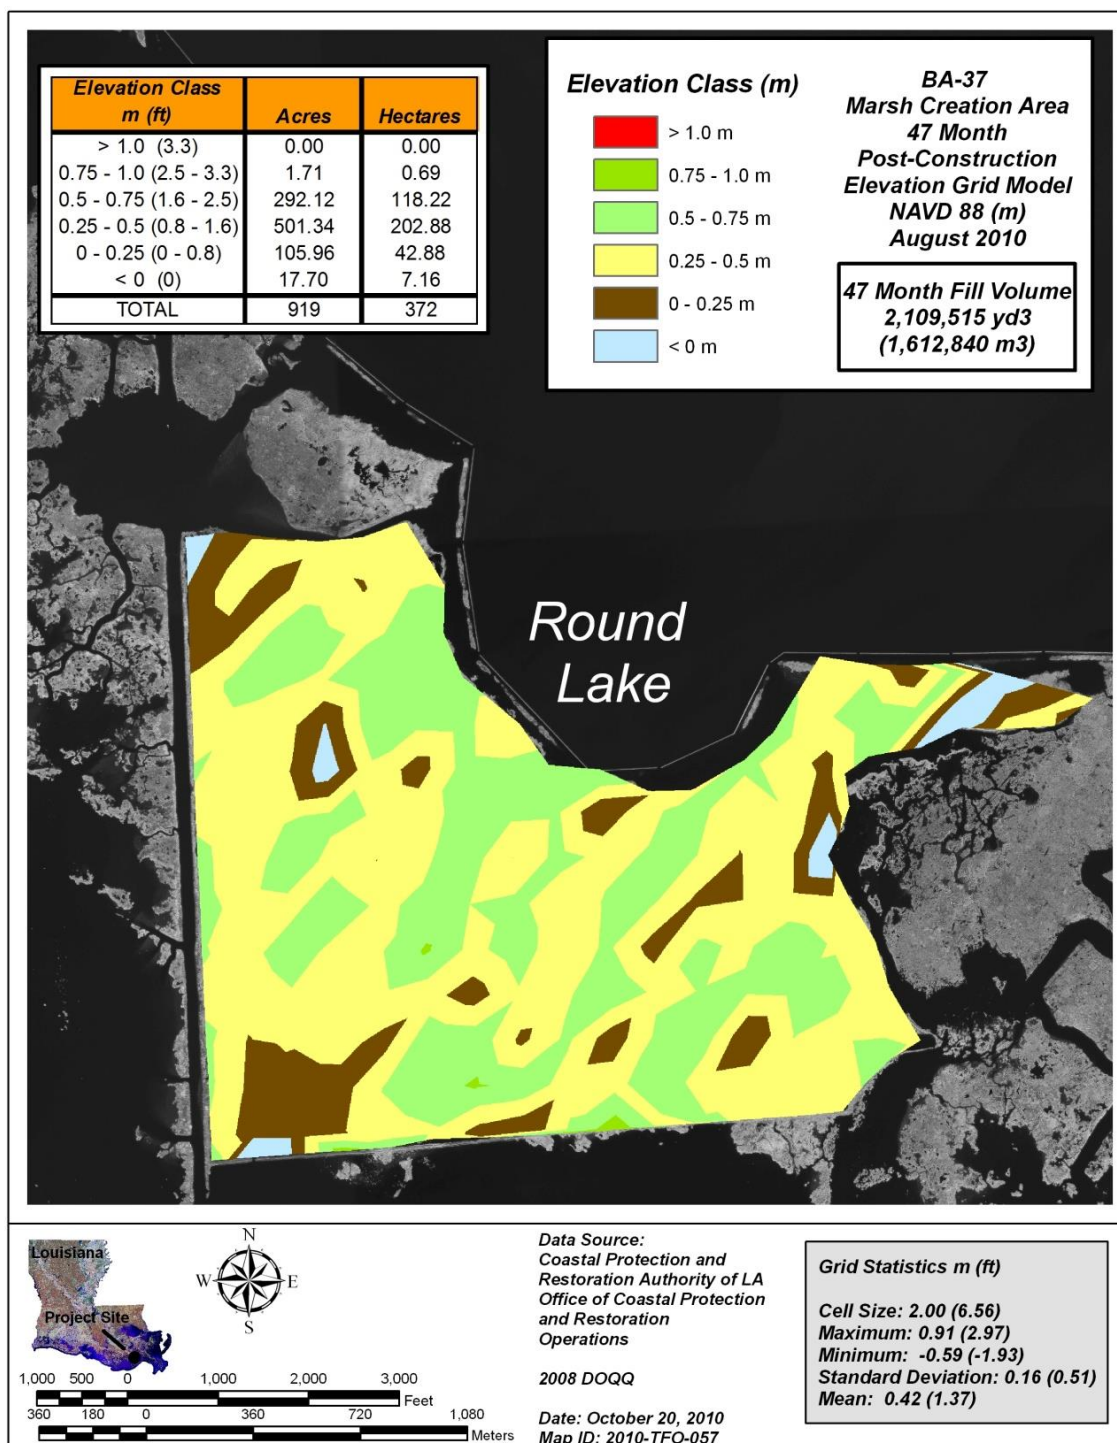 Elevation Class
m (ft) Acres Hectares
> 1.0 (3.3) 0.00 0.00
0.75 - 1.0 (2.5 - 3.3) 1.71 0.69
0.5 - 0.75 (1.6 - 2.5) 292.12 118.22
0.25 - 0.5 (0.8 - 1.6) 501.34 202.88
0 - 0.25 (0 - 0.8) 105.96 42.88
< 0 (0) 17.70 7.16
TOTAL 919 372
Elevation Class (m)
> 1.0 m
0.75 - 1.0 m
0.5 - 0.75 m
0.25 - 0.5 m
0 - 0.25 m
< 0 m
BA-37
Marsh Creation Area
47 Month
Post-Construction
Elevation Grid Model
NAVD 88 (m)
August 2010
47 Month Fill Volume
2,109,515 yd3
(1,612,840 m3)
Round
Lake
Louisiana
Project Site
N
W E
S
1,000 500 0 1,000 2,000 3,000
Feet
360 180 0 360 720 1,080
Meters
Data Source:
Coastal Protection and
Restoration Authority of LA
Office of Coastal Protection
and Restoration
Operations
2008 DOQQ
Date: October 20, 2010
Map ID: 2010-TFO-057
Grid Statistics m (ft)
Cell Size: 2.00 (6.56)
Maximum: 0.91 (2.97)
Minimum: -0.59 (-1.93)
Standard Deviation: 0.16 (0.51)
Mean: 0.42 (1.37)